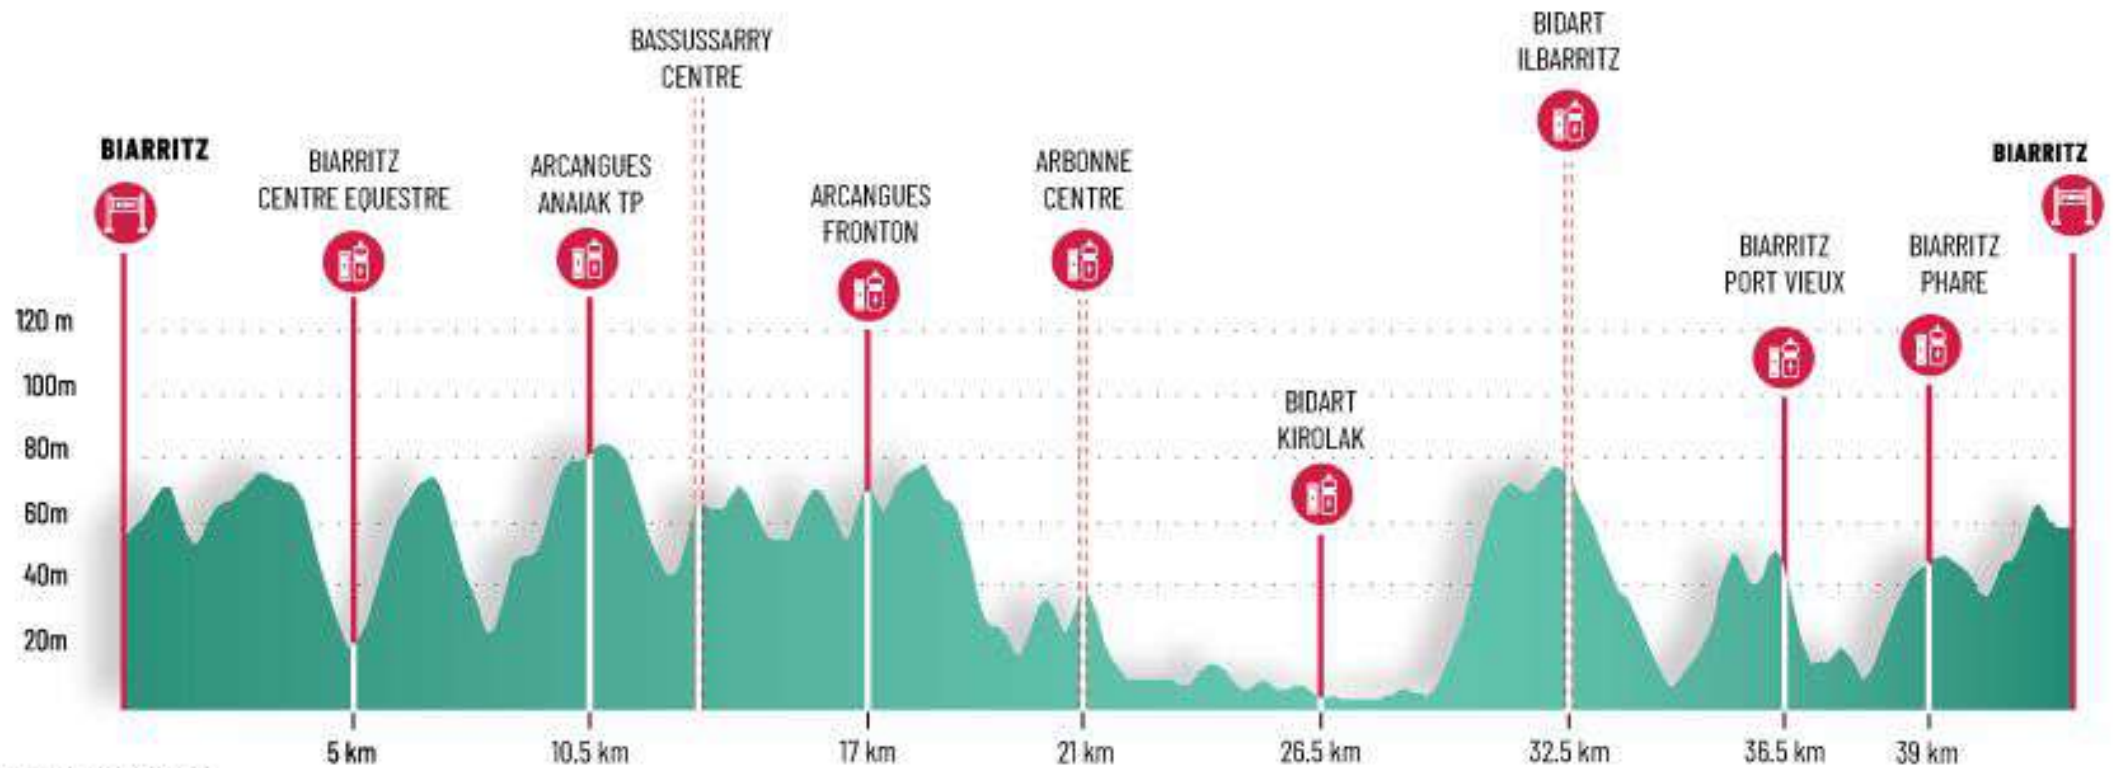 BASSUSSARRY
CENTRE
BIDART
ILBARRITZ
BIARRITZ
BIARRITZ
CENTRE EQUESTRE
ARCANGUES
ANAIAK TP
ARCANGUES
FRONTON
ARBONNE
CENTRE
BIARRITZ
BIARRITZ
PORT VIEUX
BIARRITZ
PHARE
BIDART
KIROLAK
120 m
100m
80m
60m
40m
20m
5 km
10.5 km
17 km
21 km
26.5 km
32.5 km
36.5 km
39 km